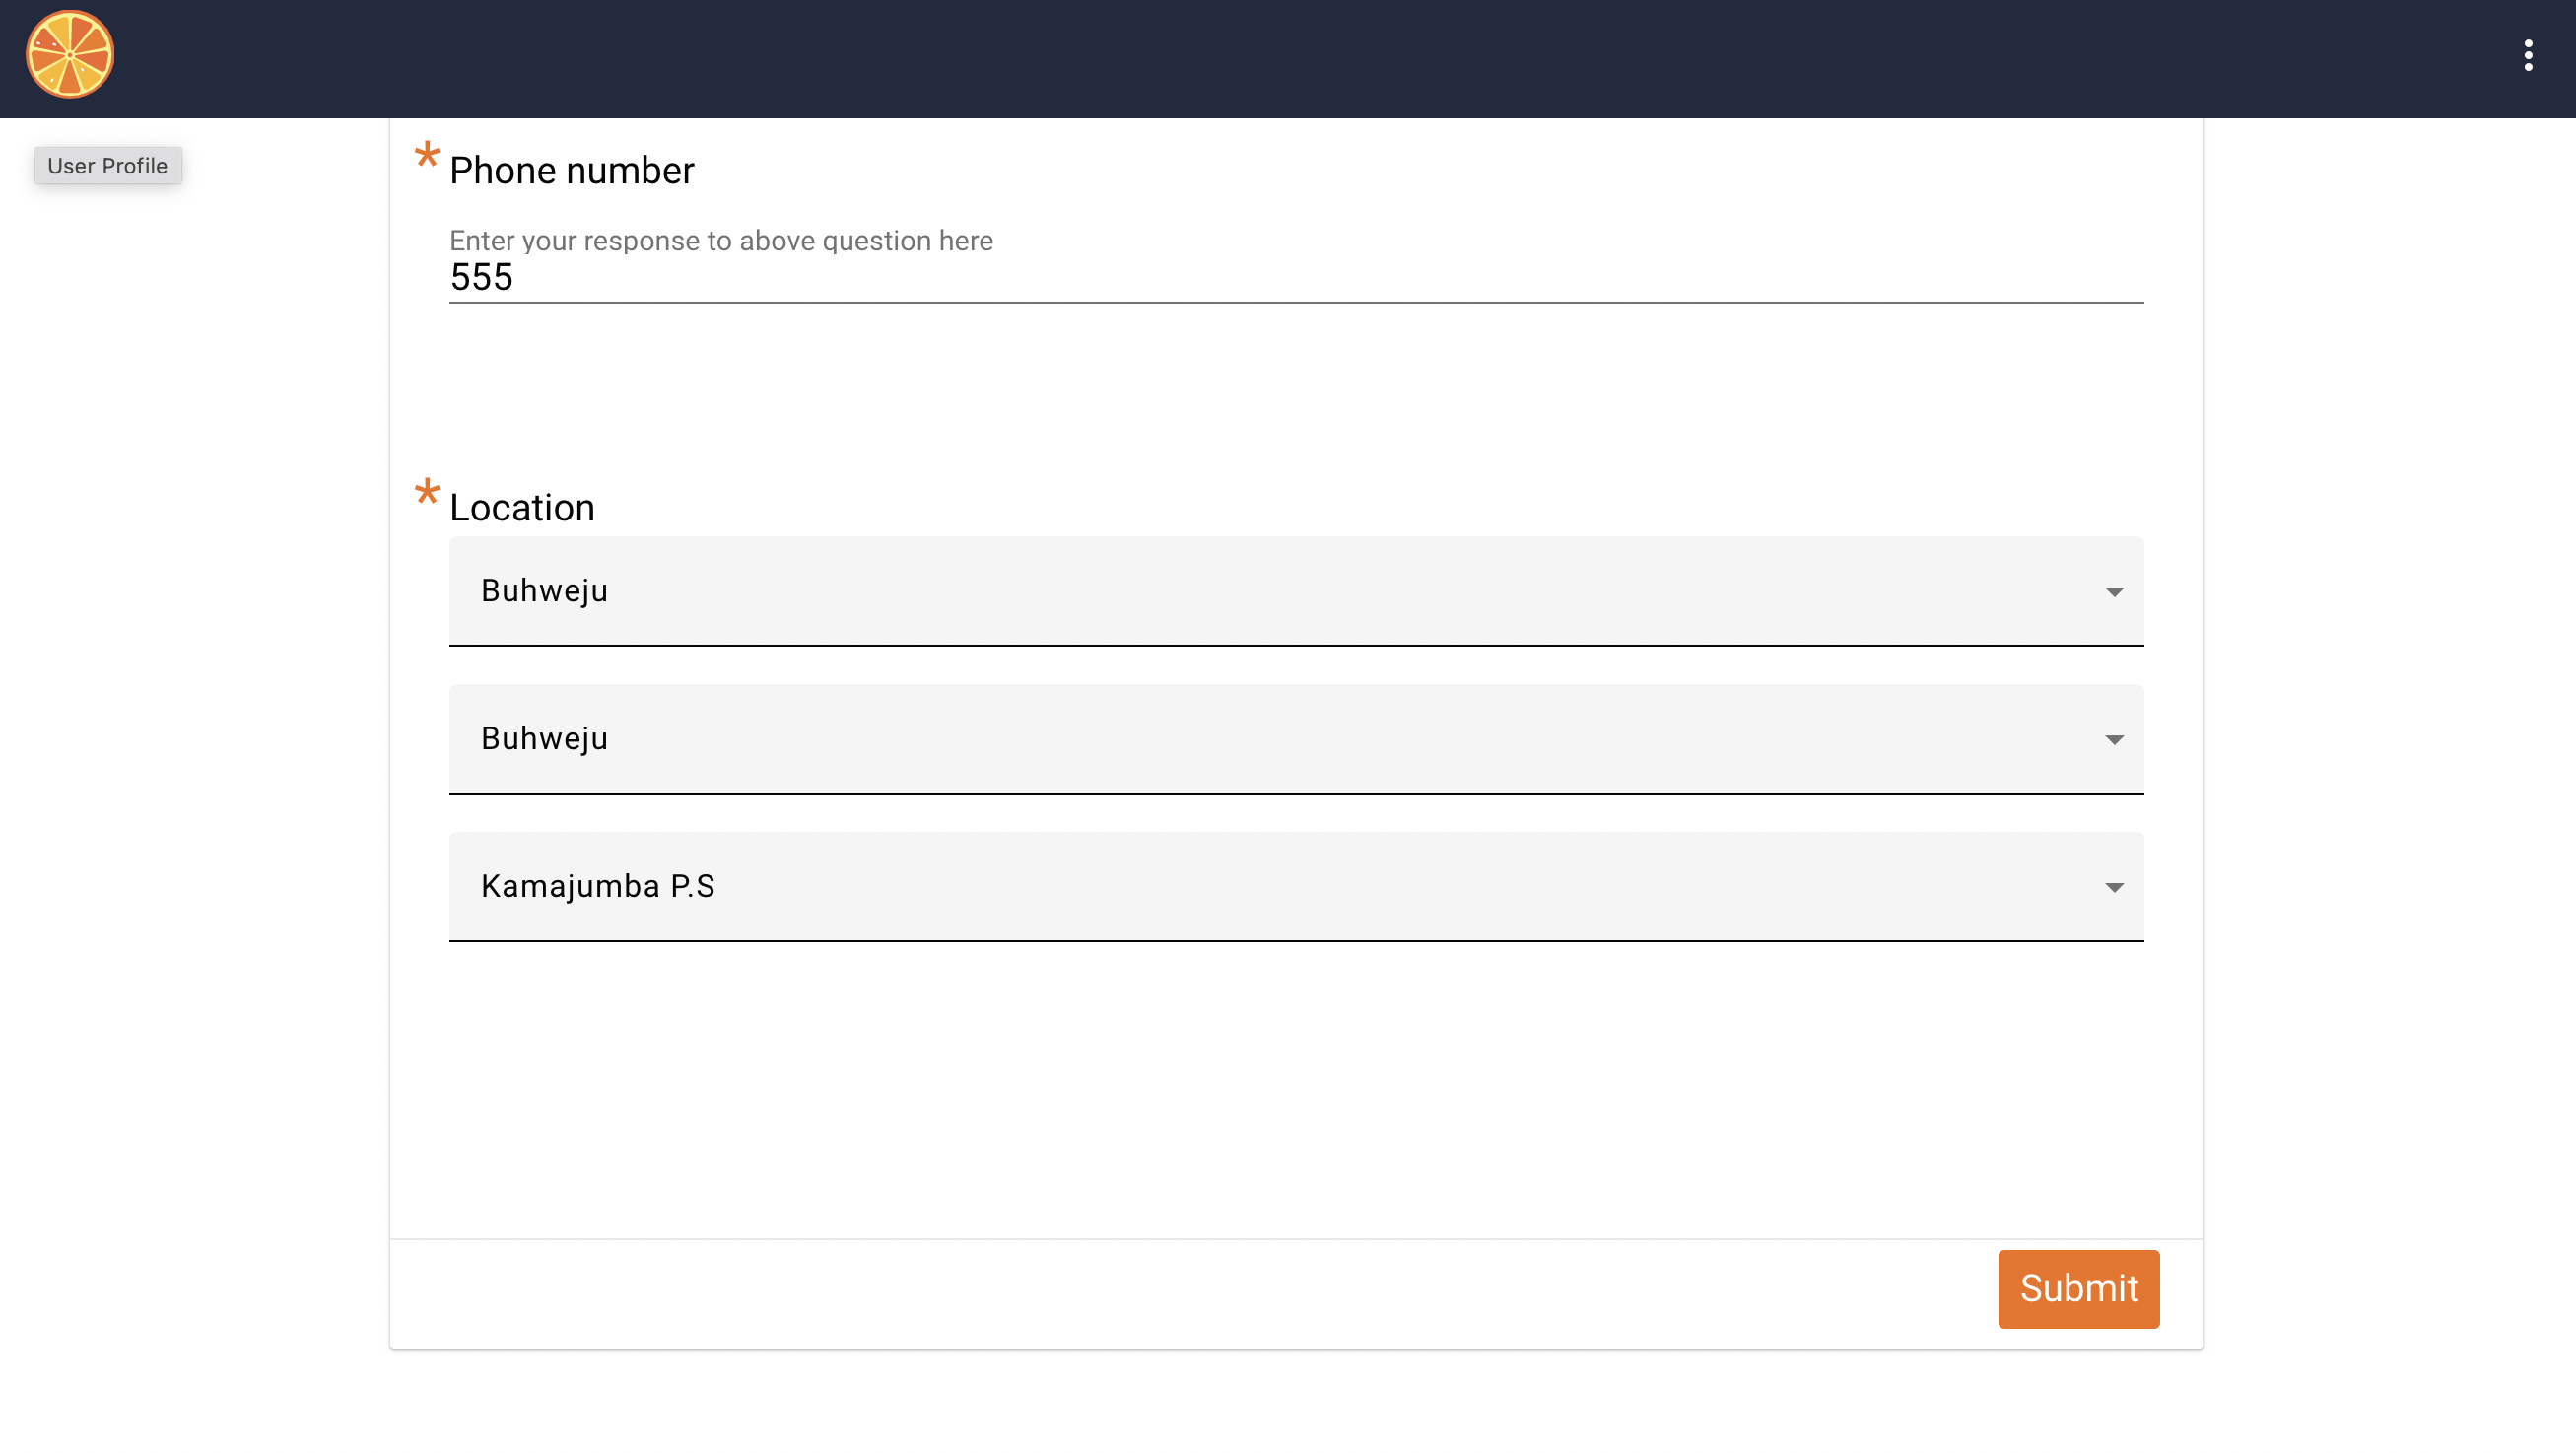 User Profile
* Phone number
Enter your response to above question here
555
* Location
Buhweju
Buhweju
Kamajumba P.S
Submit